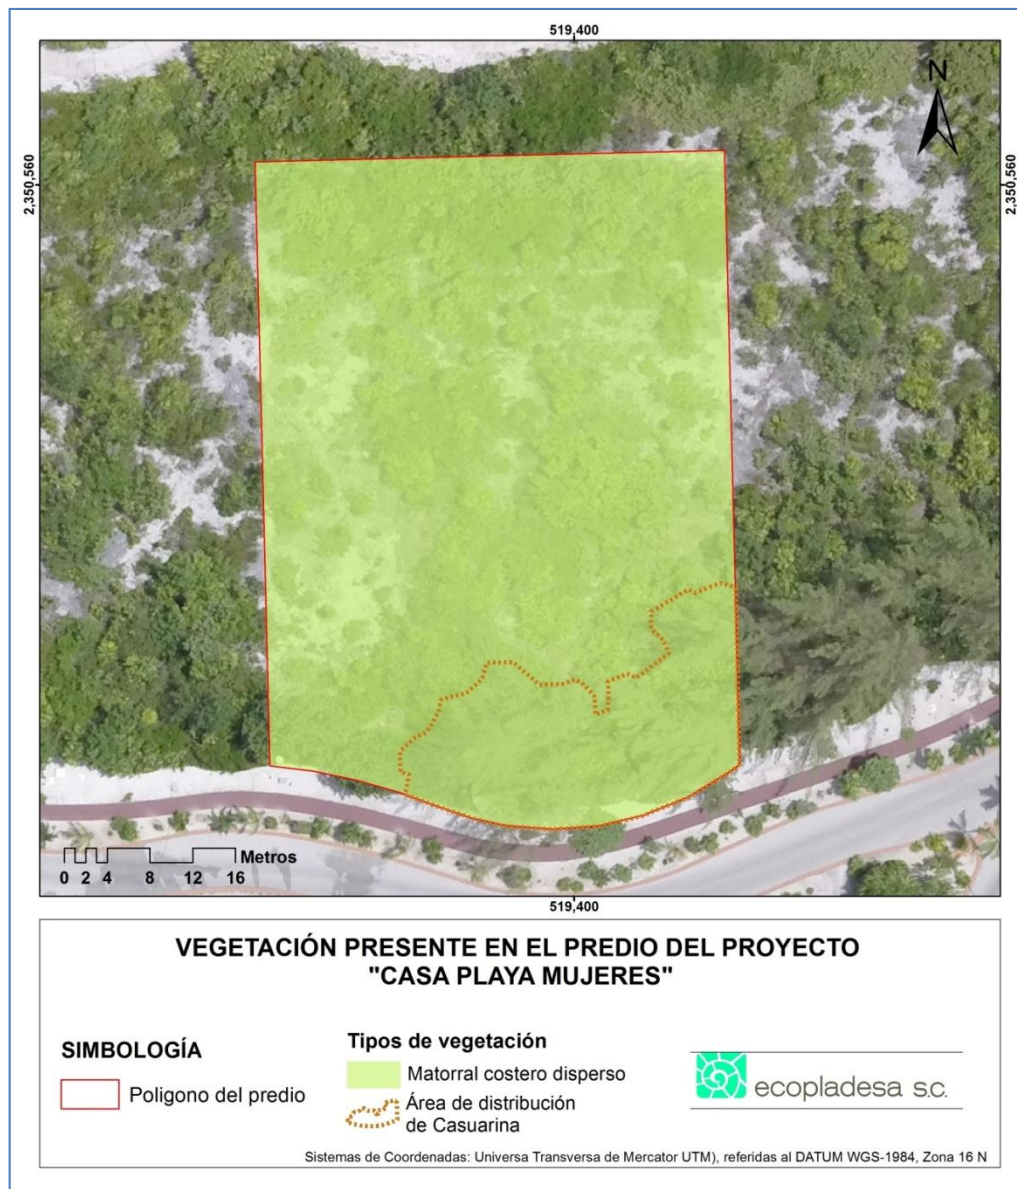 519,400
N
2,350,560
2,350,560
Metros
0 2 4 8 12 16
519,400
VEGETACIÓN PRESENTE EN EL PREDIO DEL PROYECTO
"CASA PLAYA MUJERES"
SIMBOLOGÍA
Poligono del predio
Tipos de vegetación
Matorral costero disperso
Área de distribución
de Casuarina
ecopladesa s.c.
Sistemas de Coordenadas: Universa Transversa de Mercator UTM), referidas al DATUM WGS-1984, Zona 16 N